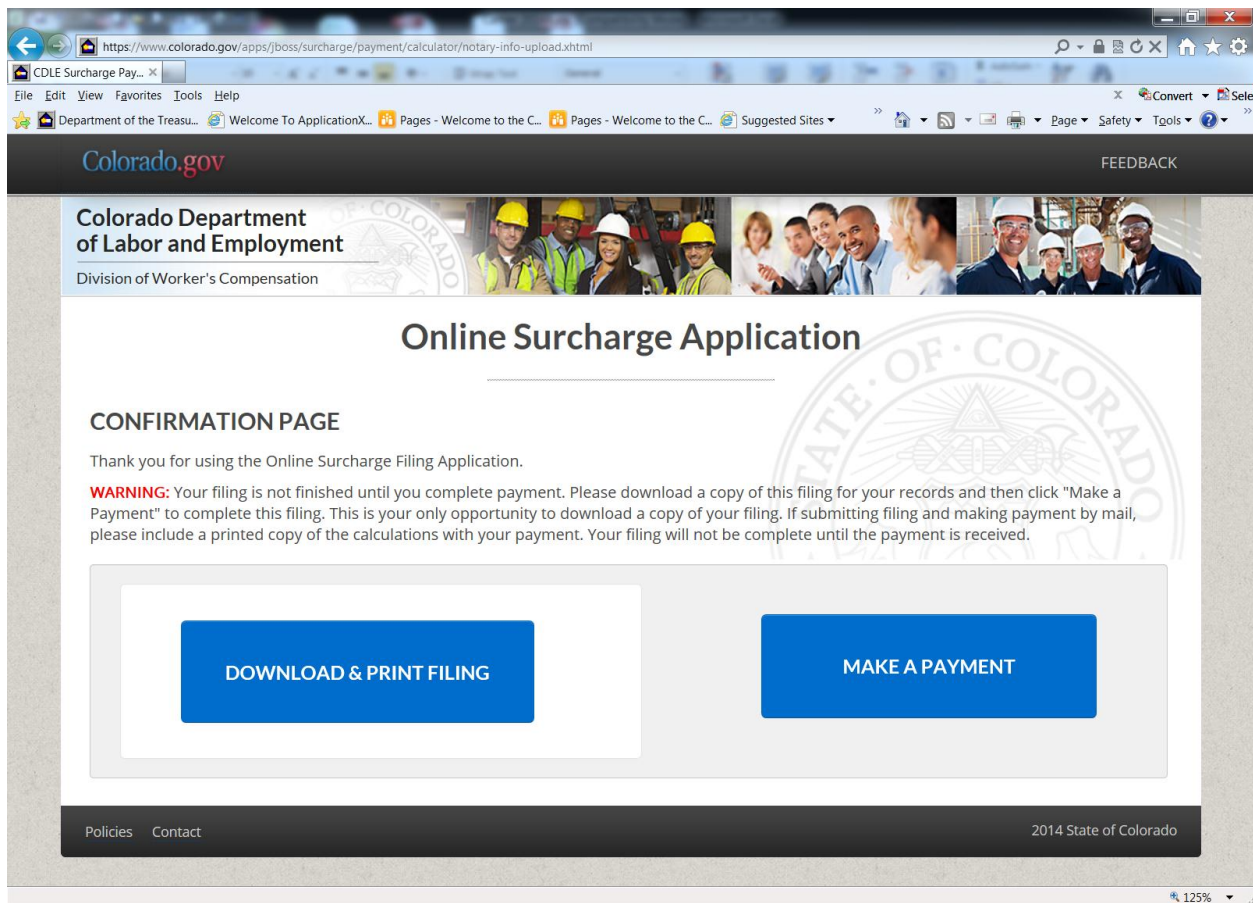 https://www.colorado.gov/apps/jboss/surcharge/payment/calculator/notary-info-upload.xhtml
CDLE Surcharge Pay... ×
File Edit View Favorites Tools Help
x Convert Sele
Department of the Treasu... Welcome To ApplicationX... Pages - Welcome to the C... Pages - Welcome to the C... Suggested Sites Page Safety Tools
Colorado.gov FEEDBACK
Colorado Department
of Labor and Employment
Division of Worker's Compensation
Online Surcharge Application
STATE OF COLORADO
CONFIRMATION PAGE
Thank you for using the Online Surcharge Filing Application.
WARNING: Your filing is not finished until you complete payment. Please download a copy of this filing for your records and then click "Make a
Payment" to complete this filing. This is your only opportunity to download a copy of your filing. If submitting filing and making payment by mail,
please include a printed copy of the calculations with your payment. Your filing will not be complete until the payment is received.
DOWNLOAD & PRINT FILING MAKE A PAYMENT
Policies Contact 2014 State of Colorado
125%